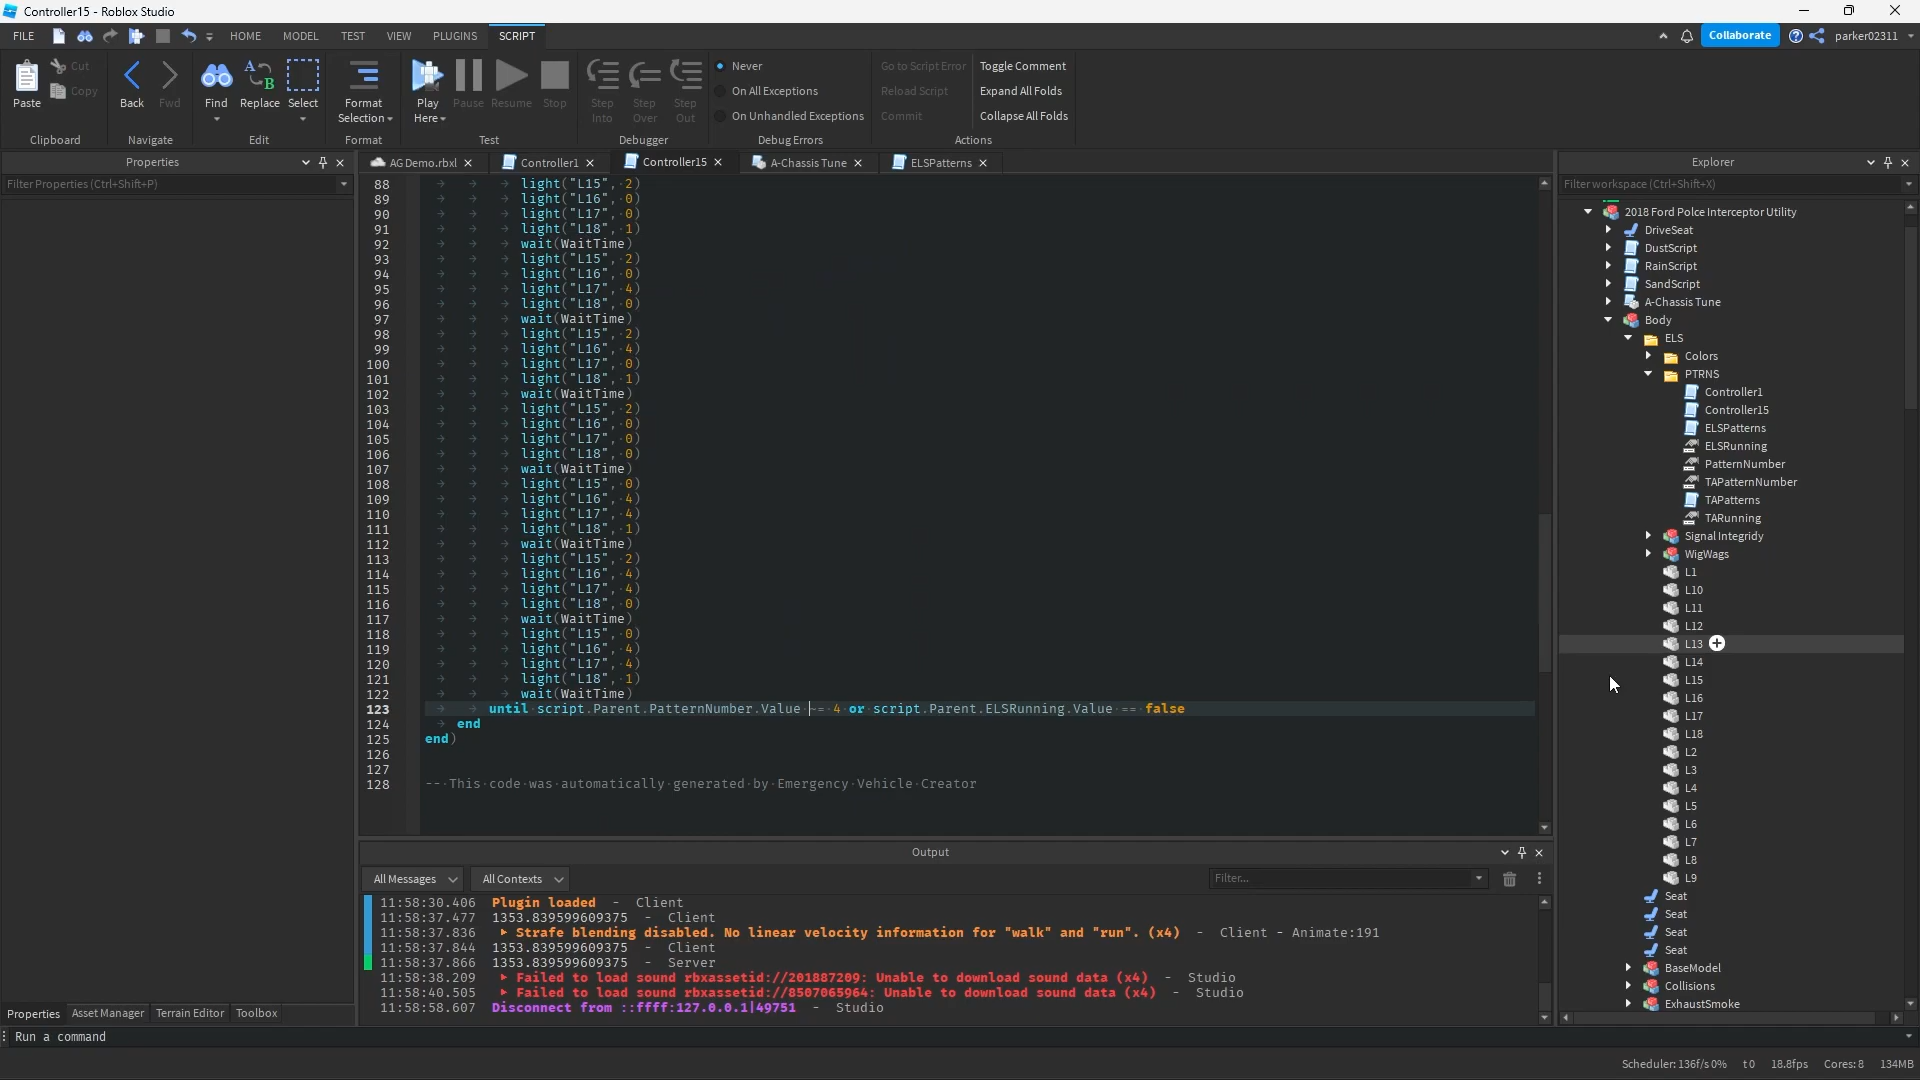 Controller15 - Roblox Studio
FILE HOME MODEL TEST VIEW PLUGINS SCRIPT Collaborate parker02311
Paste Cut Copy Back Fwd Find Replace Select Format Selection Play Here Pause Resume Stop Step Into Step Over Step Out
Never Go to Script Error Toggle Comment
On All Exceptions Reload Script Expand All Folds
On Unhandled Exceptions Commit Collapse All Folds
Clipboard Navigate Edit Format Test Debugger Debug Errors Actions
Properties
Filter Properties (Ctrl+Shift+P)
AG Demo.rbxl Controller1 Controller15 A-Chassis Tune ELSPatterns
88 light("L15", 2)
89 light("L16", 0)
90 light("L17", 0)
91 light("L18", 1)
92 wait(WaitTime)
93 light("L15", 2)
94 light("L16", 0)
95 light("L17", 4)
96 light("L18", 0)
97 wait(WaitTime)
98 light("L15", 2)
99 light("L16", 4)
100 light("L17", 0)
101 light("L18", 1)
102 wait(WaitTime)
103 light("L15", 2)
104 light("L16", 0)
105 light("L17", 0)
106 light("L18", 0)
107 wait(WaitTime)
108 light("L15", 0)
109 light("L16", 4)
110 light("L17", 4)
111 light("L18", 1)
112 wait(WaitTime)
113 light("L15", 2)
114 light("L16", 4)
115 light("L17", 4)
116 light("L18", 0)
117 wait(WaitTime)
118 light("L15", 0)
119 light("L16", 4)
120 light("L17", 4)
121 light("L18", 1)
122 wait(WaitTime)
123 until script.Parent.PatternNumber.Value ~= 4 or script.Parent.ELSRunning.Value == false
124 end
125 end)
126
127
128 -- This code was automatically generated by Emergency Vehicle Creator
Output
All Messages All Contexts Filter...
11:58:30.406 Plugin loaded - Client
11:58:37.477 1353.839599609375 - Client
11:58:37.836 Strafe blending disabled. No linear velocity information for "walk" and "run". (x4) - Client - Animate:191
11:58:37.844 1353.839599609375 - Client
11:58:37.866 1353.839599609375 - Server
11:58:38.209 Failed to load sound rbxassetid://201887209: Unable to download sound data (x4) - Studio
11:58:40.505 Failed to load sound rbxassetid://8507065964: Unable to download sound data (x4) - Studio
11:58:58.607 Disconnect from ::ffff:127.0.0.1|49751 - Studio
Explorer
Filter workspace (Ctrl+Shift+X)
2018 Ford Polce Interceptor Utility
DriveSeat
DustScript
RainScript
SandScript
A-Chassis Tune
Body
ELS
Colors
PTRNS
Controller1
Controller15
ELSPatterns
ELSRunning
PatternNumber
TAPatternNumber
TAPatterns
TARunning
Signal Integridy
WigWags
L1
L10
L11
L12
L13
L14
L15
L16
L17
L18
L2
L3
L4
L5
L6
L7
L8
L9
Seat
Seat
Seat
Seat
BaseModel
Collisions
ExhaustSmoke
Properties Asset Manager Terrain Editor Toolbox
Run a command
Scheduler:136f/s 0% t0 18.8fps Cores: 8 134MB